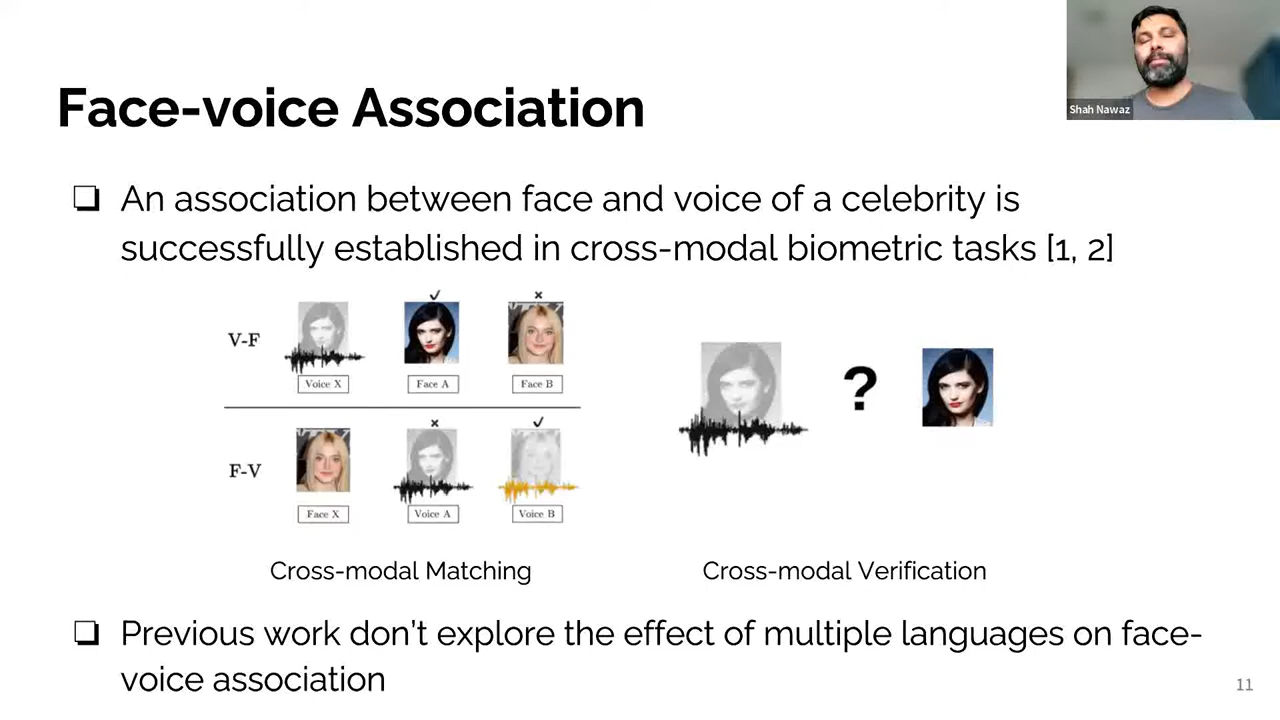 Shah Nawaz
Face-voice Association
An association between face and voice of a celebrity is
successfully established in cross-modal biometric tasks [1, 2]
V-F
Voice X
Face A
Face B
F-V
Face X
Voice A
Voice B
?
Cross-modal Matching
Cross-modal Verification
Previous work don't explore the effect of multiple languages on face-
voice association
11